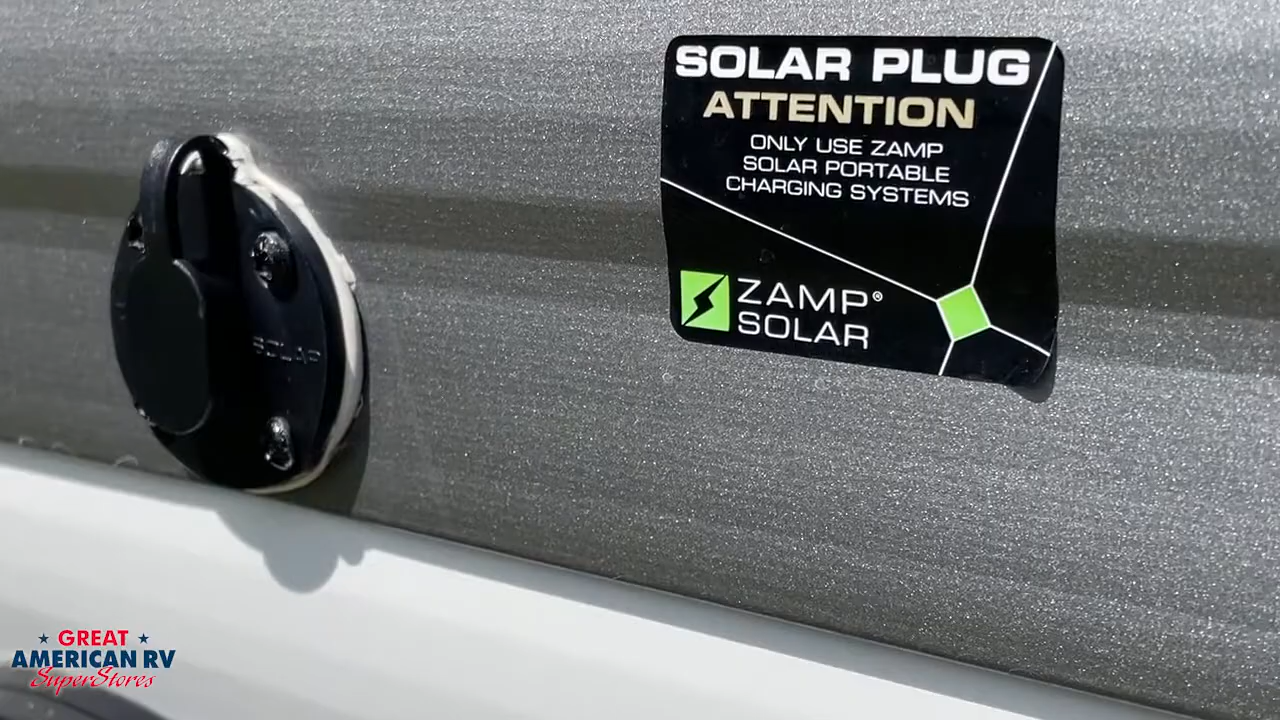 SOLAR PLUG
ATTENTION
ONLY USE ZAMP
SOLAR PORTABLE
CHARGING SYSTEMS
ZAMP®
SOLAR
SOLAR
GREAT
AMERICAN RV
SuperStores